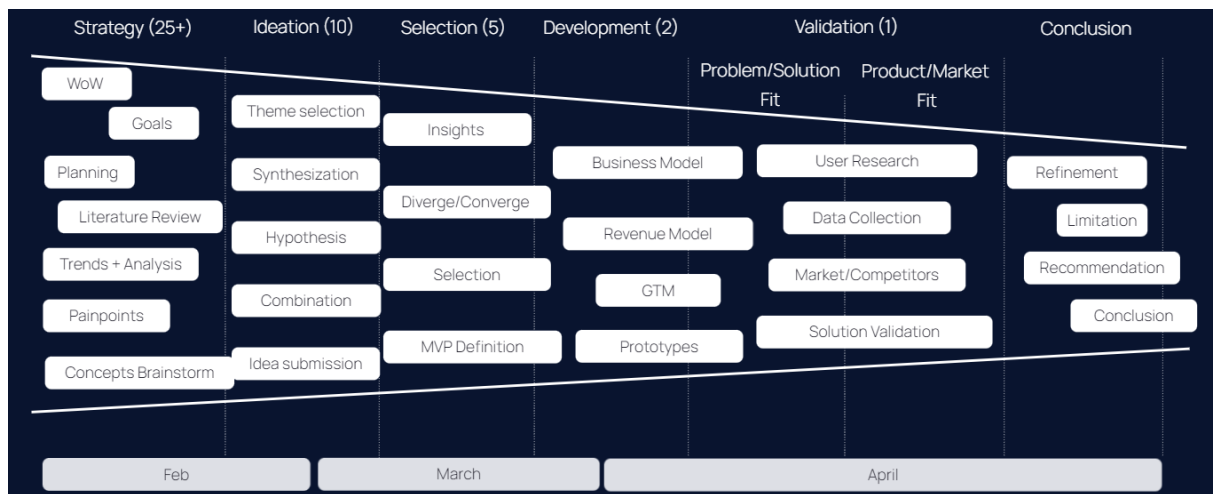 Strategy (25+)
Ideation (10)
Selection (5)
Development (2)
Validation (1)
Conclusion
Problem/Solution
Fit
Product/Market
Fit
WoW
Goals
Planning
Literature Review
Trends + Analysis
Painpoints
Concepts Brainstorm
Theme selection
Synthesization
Hypothesis
Combination
Idea submission
Insights
Diverge/Converge
Selection
MVP Definition
Business Model
Revenue Model
GTM
Prototypes
User Research
Data Collection
Market/Competitors
Solution Validation
Refinement
Limitation
Recommendation
Conclusion
Feb
March
April